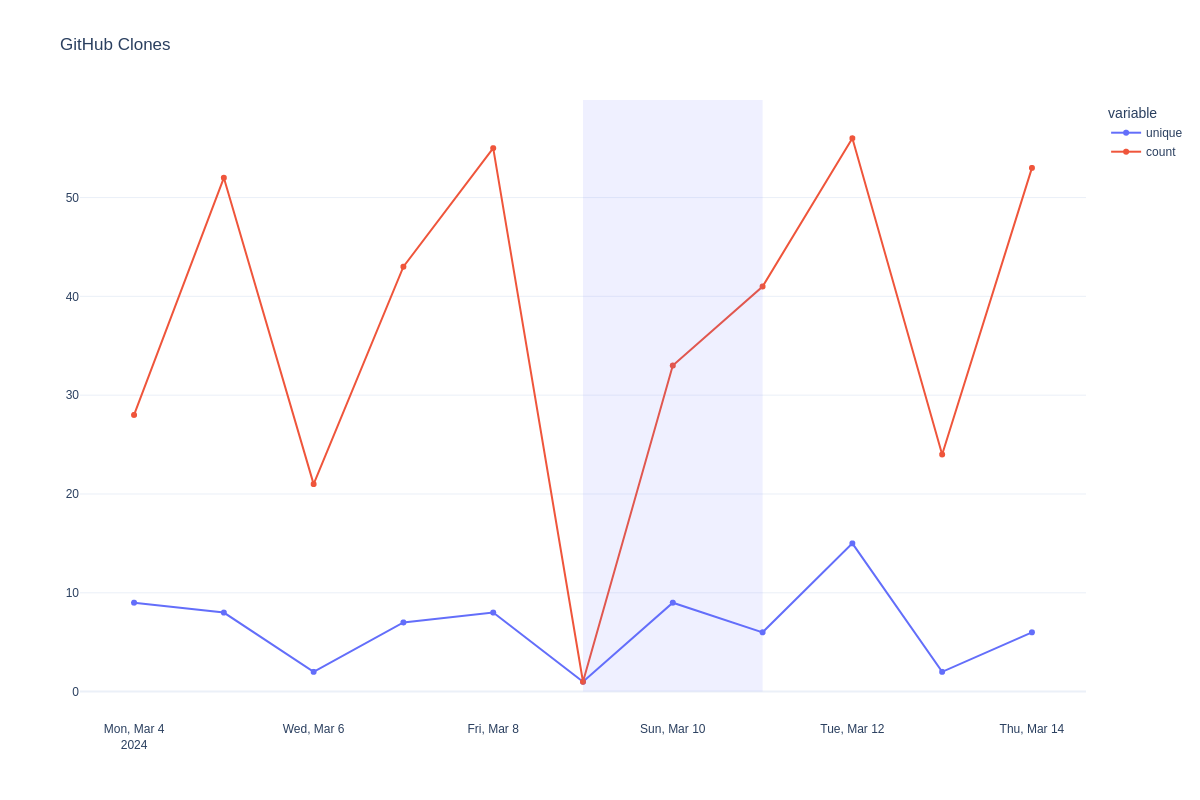 GitHub Clones
variable
unique
count
50
40
30
20
10
0
Mon, Mar 4
2024
Wed, Mar 6
Fri, Mar 8
Sun, Mar 10
Tue, Mar 12
Thu, Mar 14